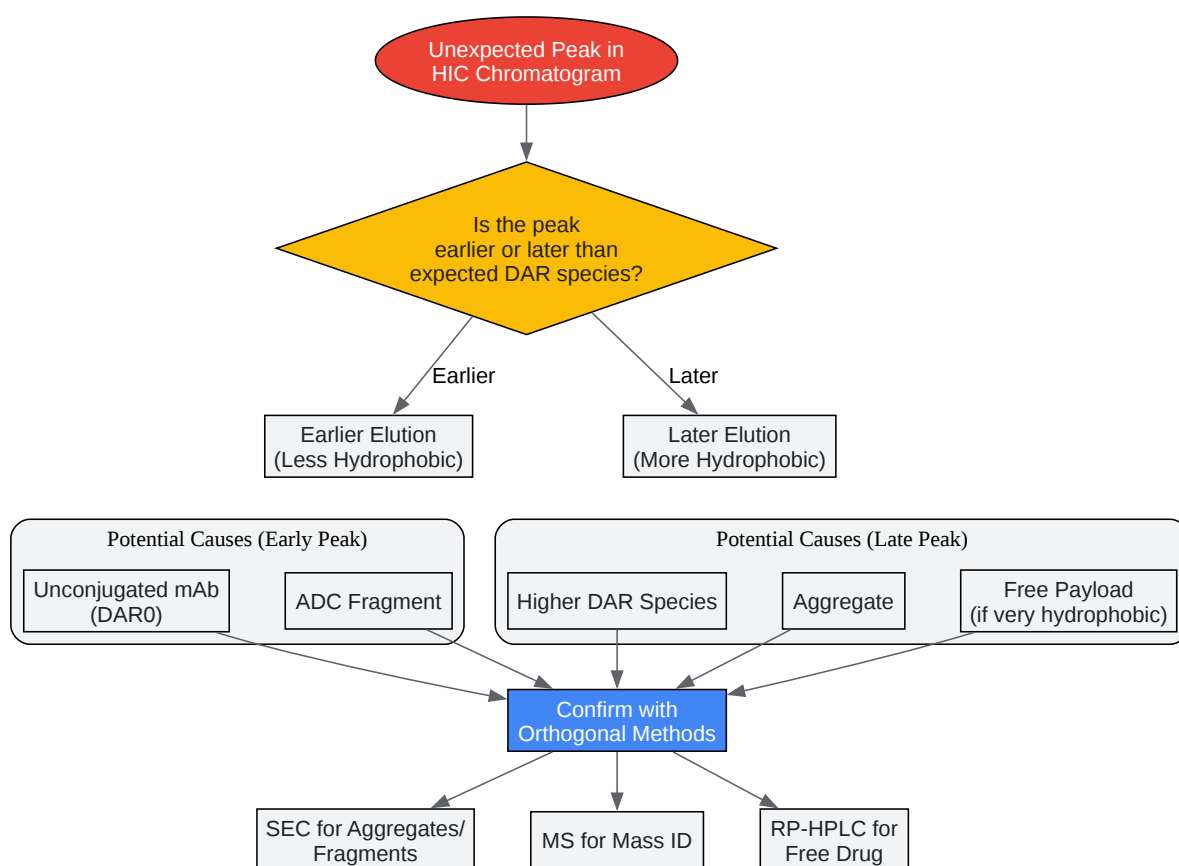 Unexpected Peak in
HIC Chromatogram
Is the peak
earlier or later than
expected DAR species?
Earlier
Later
Earlier Elution
(Less Hydrophobic)
Later Elution
(More Hydrophobic)
Potential Causes (Early Peak)
Unconjugated mAb
(DAR0)
ADC Fragment
Potential Causes (Late Peak)
Higher DAR Species
Aggregate
Free Payload
(if very hydrophobic)
Confirm with
Orthogonal Methods
SEC for Aggregates/
Fragments
MS for Mass ID
RP-HPLC for
Free Drug